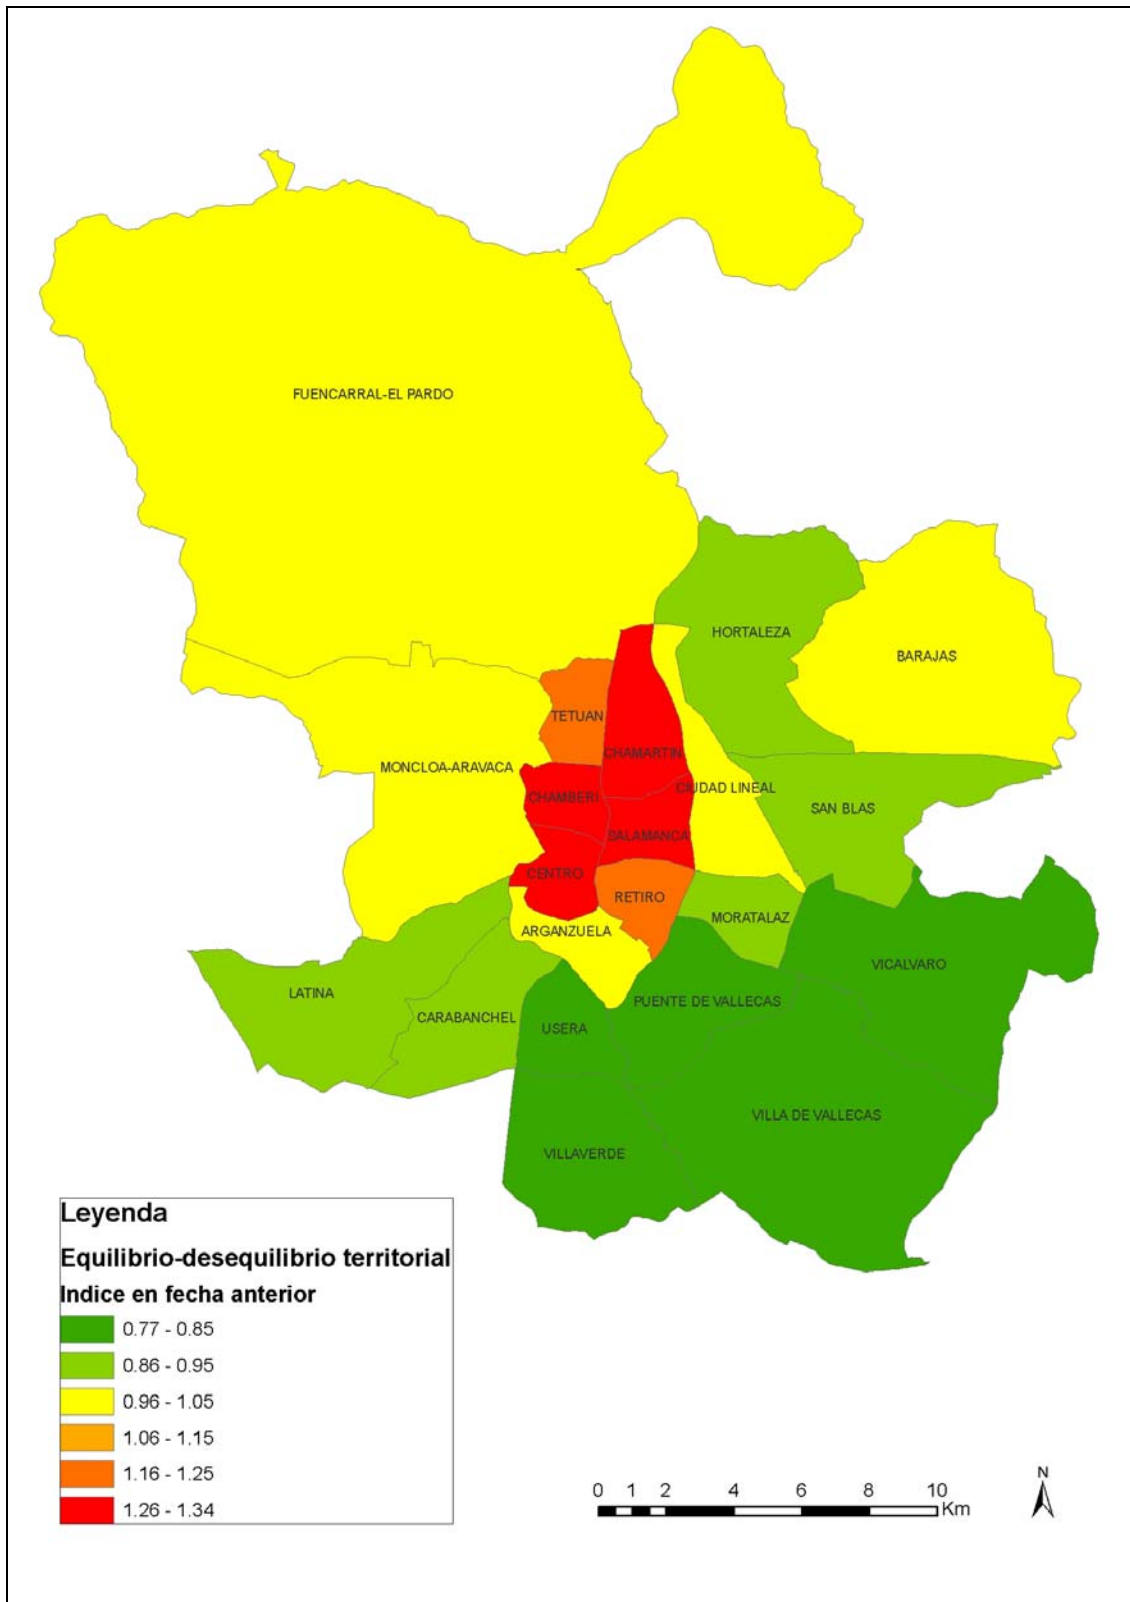 FUENCARRAL-EL PARDO
HORTALEZA
BARAJAS
TETUAN
CHAMARTIN
MONCLOA-ARAVACA
CIUDAD LINEAL
CHAMBERI
SAN BLAS
SALAMANCA
CENTRO
RETIRO
MORATALAZ
ARGANZUELA
VICALVARO
LATINA
PUENTE DE VALLECAS
CARABANCHEL
USERA
VILLA DE VALLECAS
VILLAVERDE
Leyenda
Equilibrio-desequilibrio territorial
Indice en fecha anterior
0.77 - 0.85
0.86 - 0.95
0.96 - 1.05
1.06 - 1.15
1.16 - 1.25
1.26 - 1.34
0 1 2 4 6 8 10
Km
N